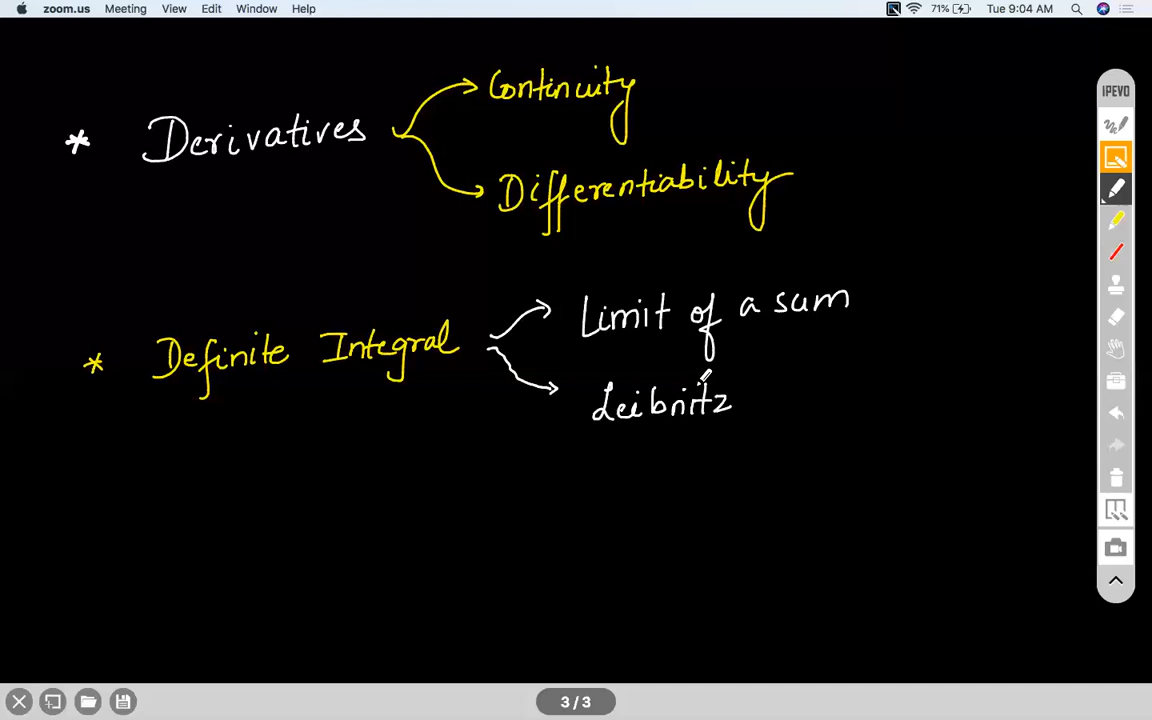 zoom.us Meeting View Edit Window Help 71% Tue 9:04 AM
Continuity
* Derivatives
Differentiability
Limit of a sum
* Definite Integral
Leibnitz
IPEVO
3/3